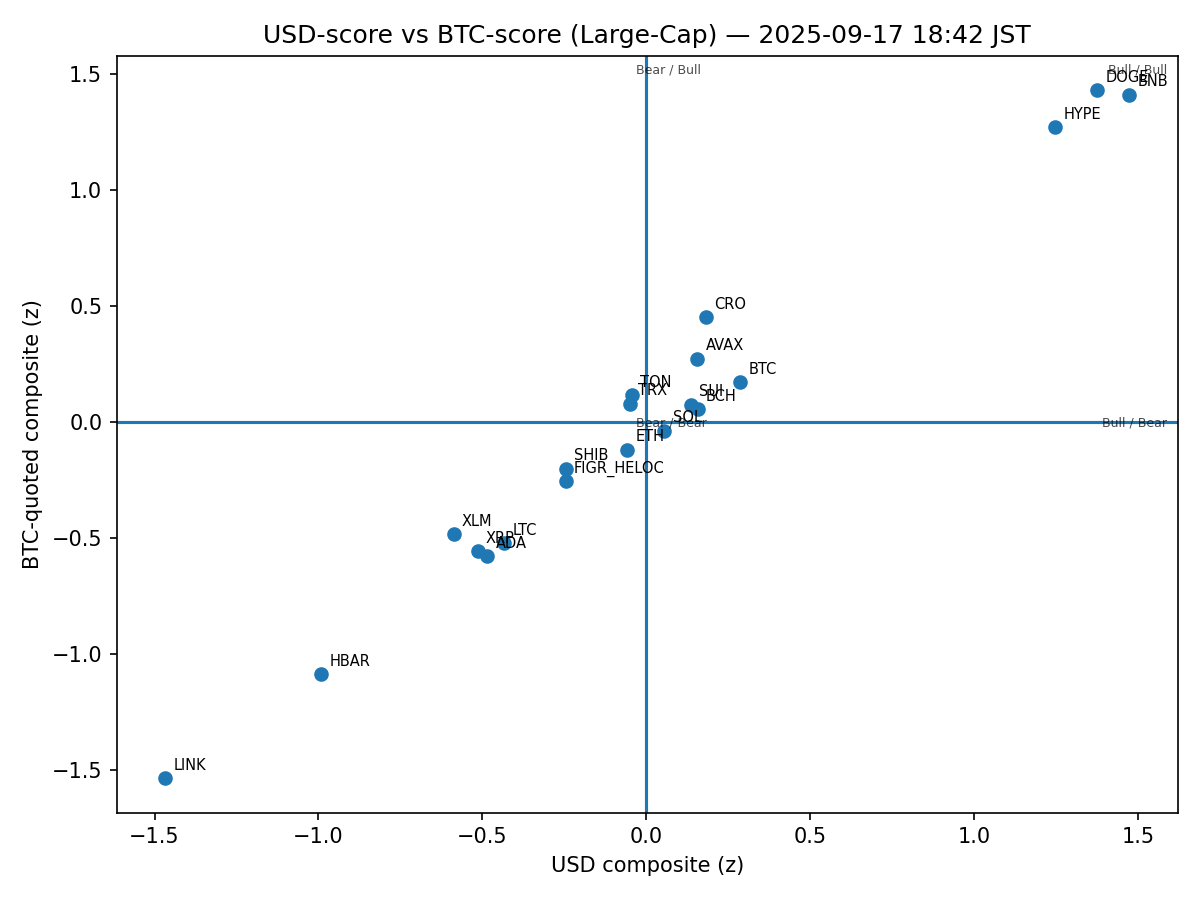 USD-score vs BTC-score (Large-Cap) — 2025-09-17 18:42 JST
BTC-quoted composite (z)
1.5
1.0
0.5
0.0
−0.5
−1.0
−1.5
Bear / Bull
Bull / Bull
DOGE
BNB
HYPE
CRO
AVAX
BTC
TON
TRX
SUI
BCH
SOL
Bear / Bear
Bull / Bear
ETH
SHIB
FIGR_HELOC
XLM
LTC
XRP
ADA
HBAR
LINK
−1.5
−1.0
−0.5
0.0
0.5
1.0
1.5
USD composite (z)